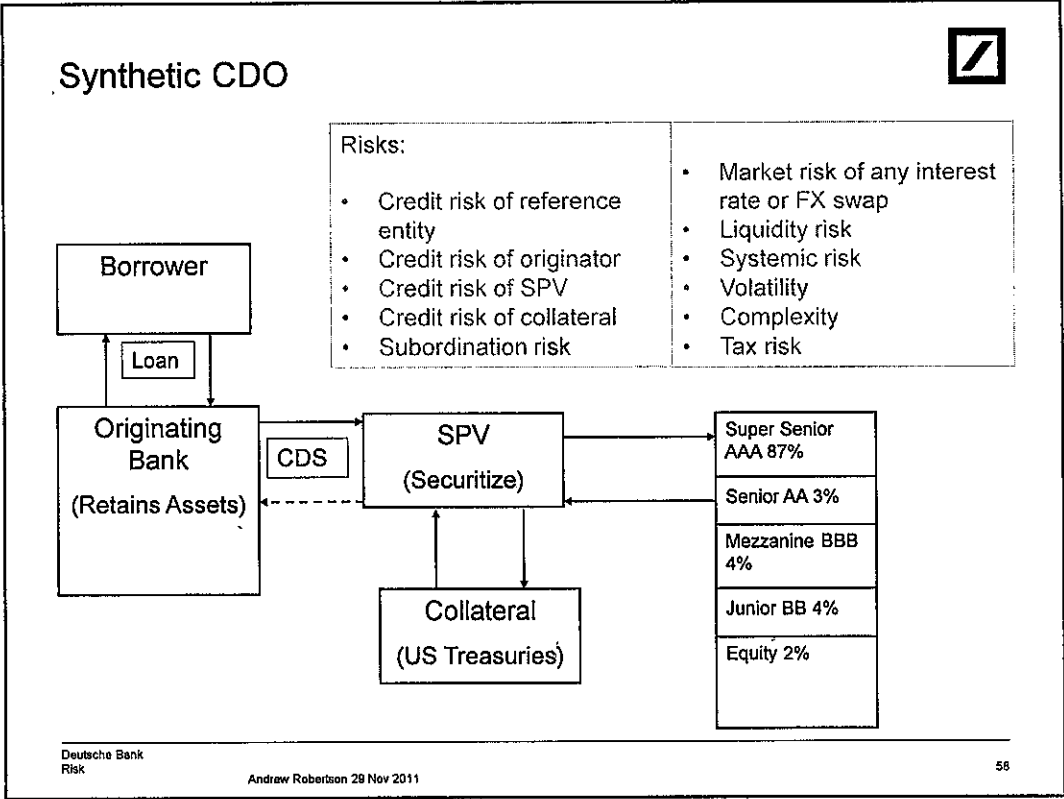 Synthetic CDO
Risks:
• Credit risk of reference
entity
• Credit risk of originator
• Credit risk of SPV
• Credit risk of collateral
• Subordination risk
• Market risk of any interest
rate or FX swap
• Liquidity risk
• Systemic risk
• Volatility
• Complexity
• Tax risk
Borrower
Loan
Originating
Bank
(Retains Assets)
CDS
SPV
(Securitize)
Collateral
(US Treasuries)
Super Senior
AAA 87%
Senior AA 3%
Mezzanine BBB
4%
Junior BB 4%
Equity 2%
Deutsche Bank
Risk
Andrew Robertson 29 Nov 2011
58